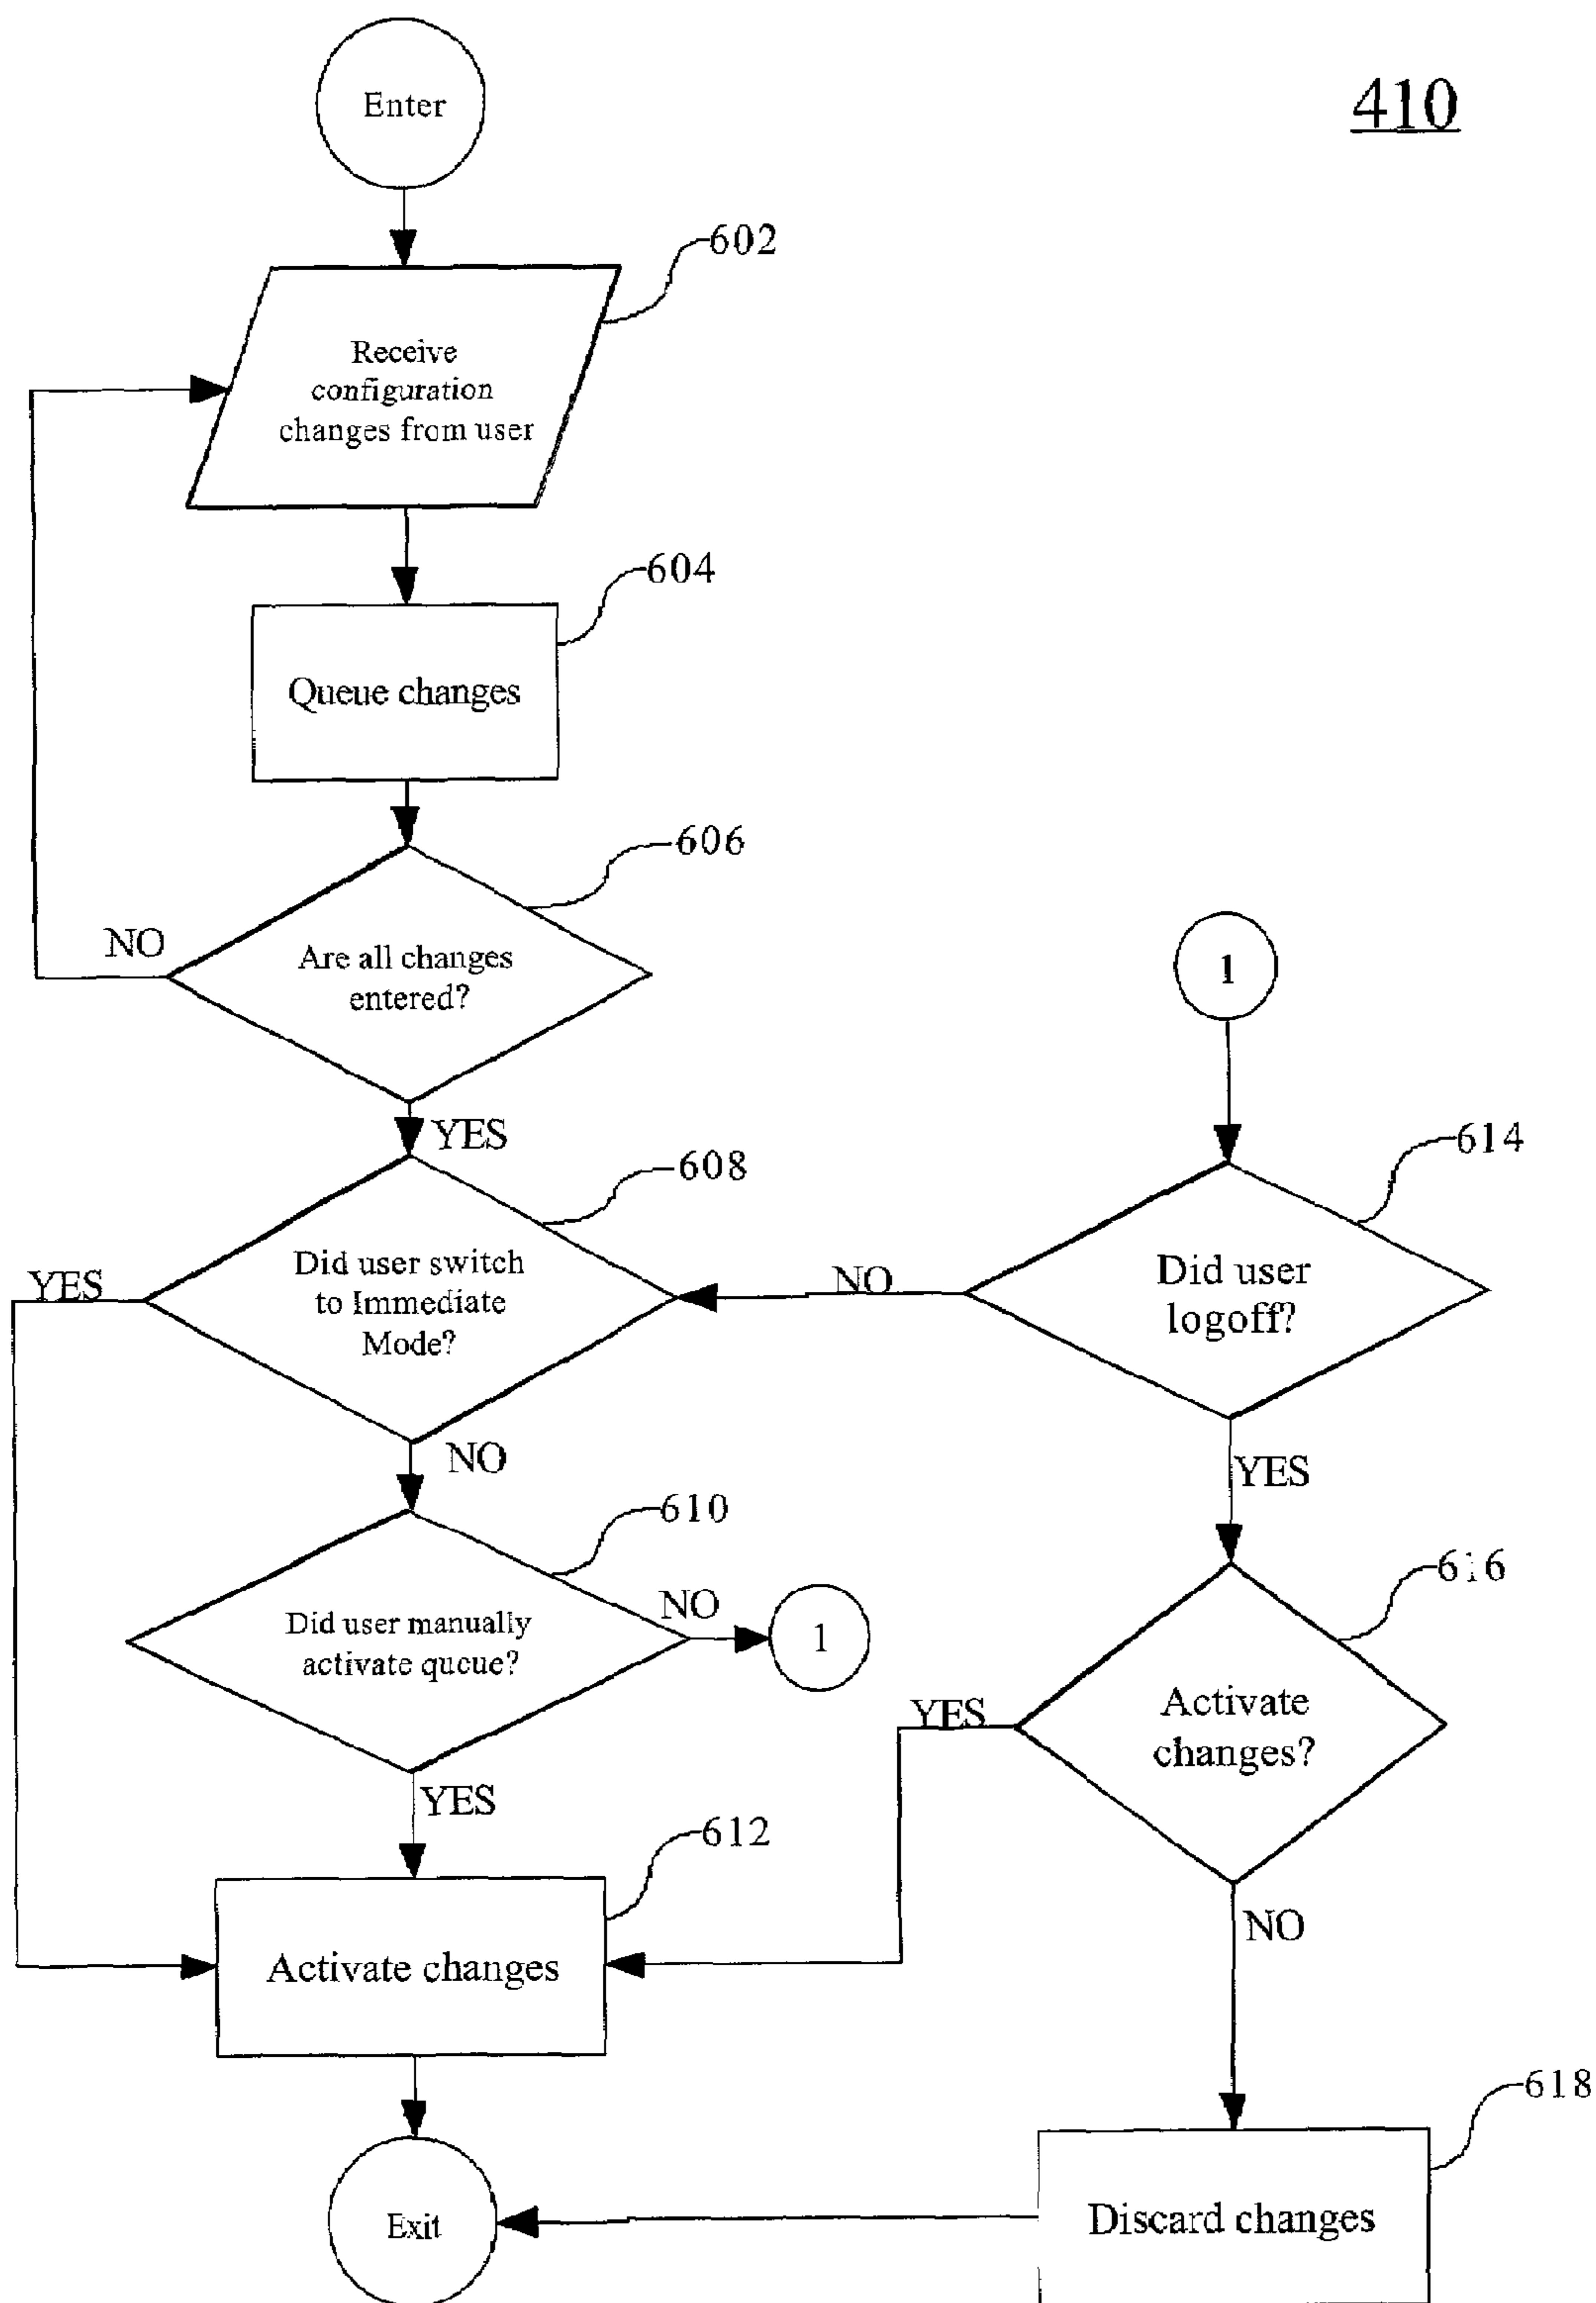 410
Enter
602
Receive
configuration
changes from user
604
Queue changes
606
NO
Are all changes
entered?
YES
608
YES
Did user switch
to Immediate
Mode?
NO
610
Did user manually
activate queue?
NO
1
YES
612
Activate changes
Exit
1
614
NO
Did user
logoff?
YES
616
YES
Activate
changes?
NO
618
Discard changes